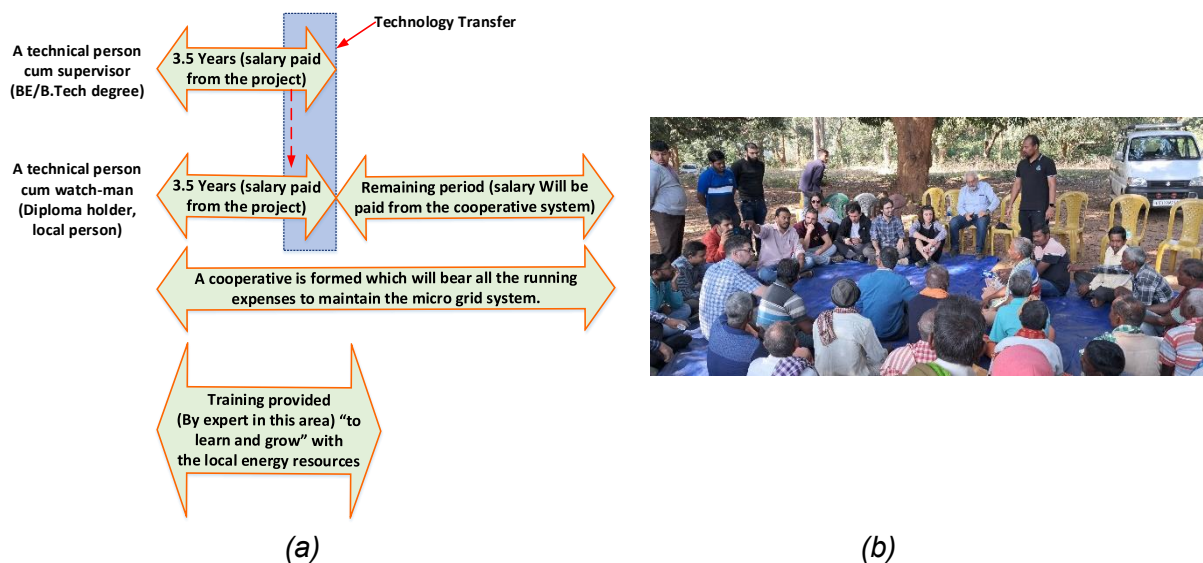 Technology Transfer
A technical person
cum supervisor
(BE/B.Tech degree)
3.5 Years (salary paid
from the project)
A technical person
cum watch-man
(Diploma holder,
local person)
3.5 Years (salary paid
from the project)
Remaining period (salary Will be
paid from the cooperative system)
A cooperative is formed which will bear all the running
expenses to maintain the micro grid system.
Training provided
(By expert in this area) “to
learn and grow” with
the local energy resources
(a)
(b)